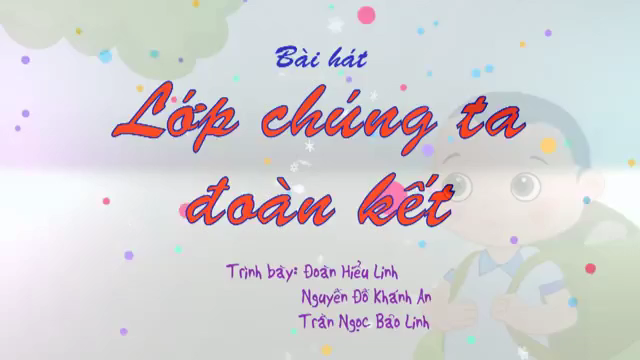 Bài hát
Lớp chúng ta
đoàn kết
Trình bày: Đoàn Hiểu Linh
Nguyễn Đỗ Khánh An
Trần Ngọc Bảo Linh